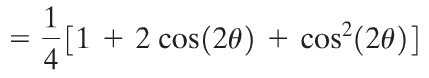 = 1/4[1 + 2 cos(2θ) + cos²(2θ)]